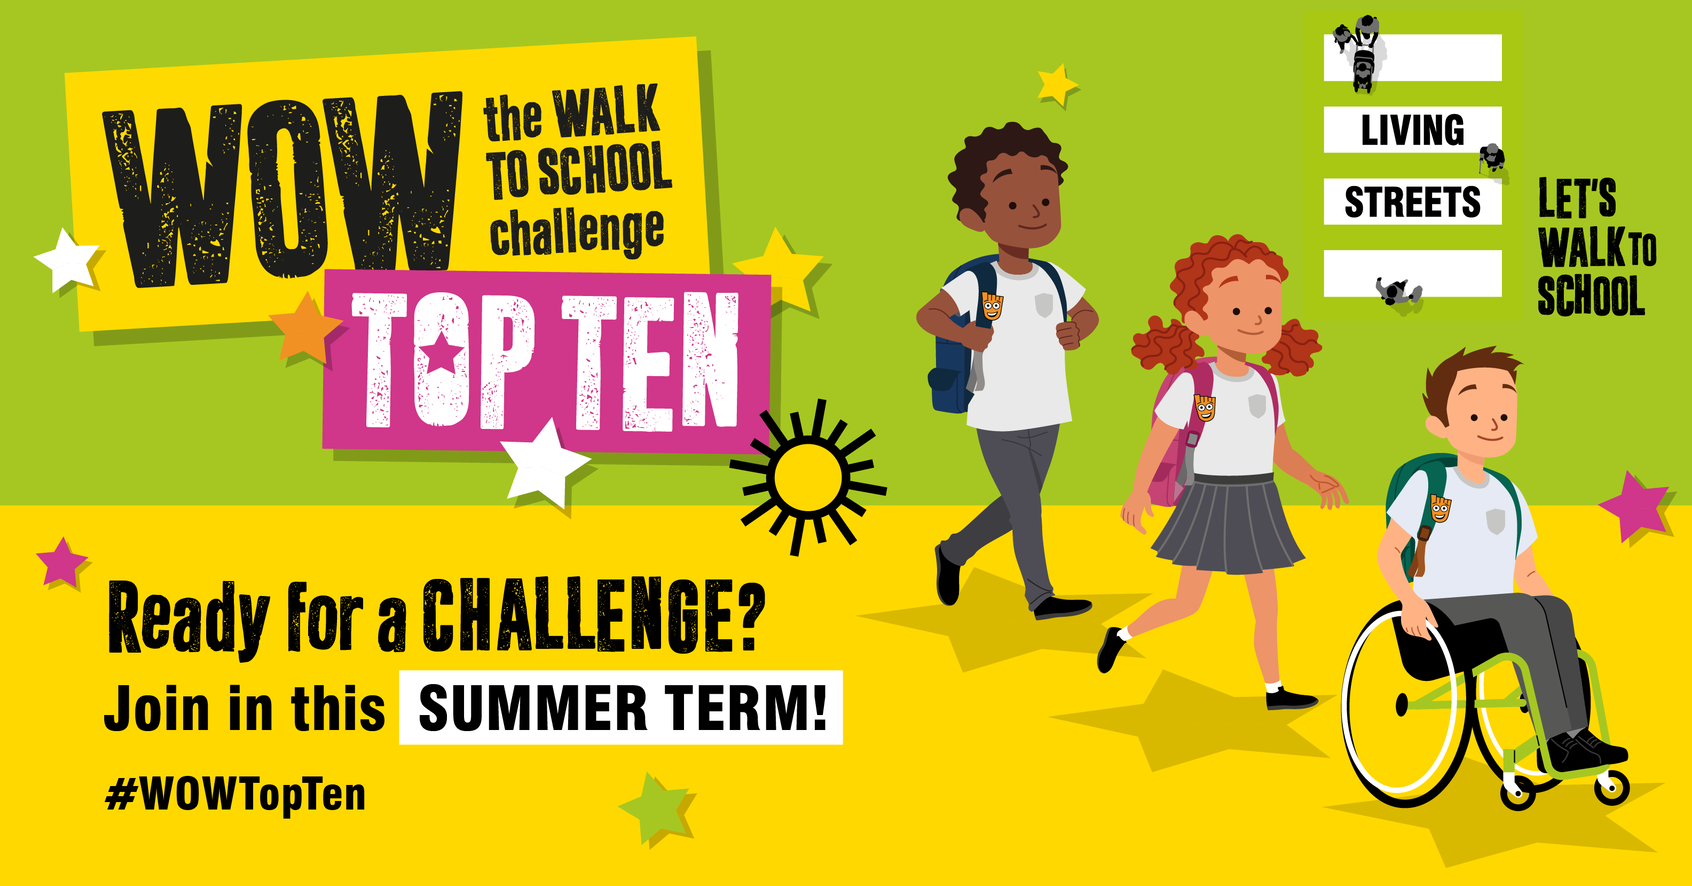 WOW
the WALK
TO SCHOOL
challenge
TOP TEN
LIVING
STREETS
LET'S
WALK TO
SCHOOL
Ready for a CHALLENGE?
Join in this SUMMER TERM!
#WOWTopTen